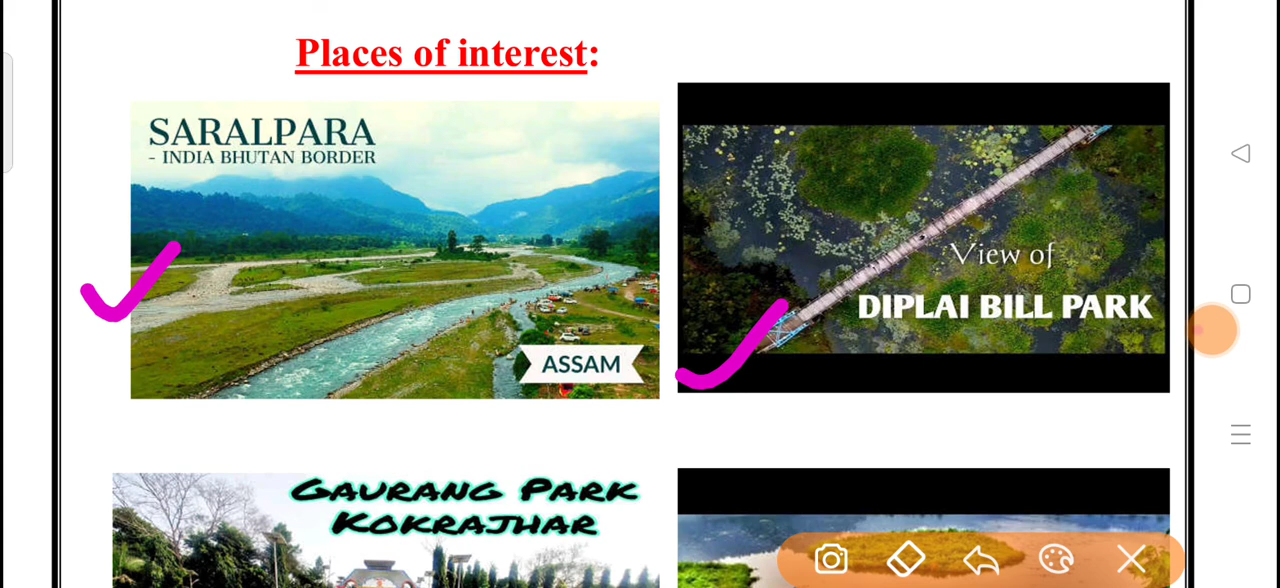 Places of interest:
SARALPARA
- INDIA BHUTAN BORDER
ASSAM
View of
DIPLAI BILL PARK
GAURANG PARK
KOKRAJHAR